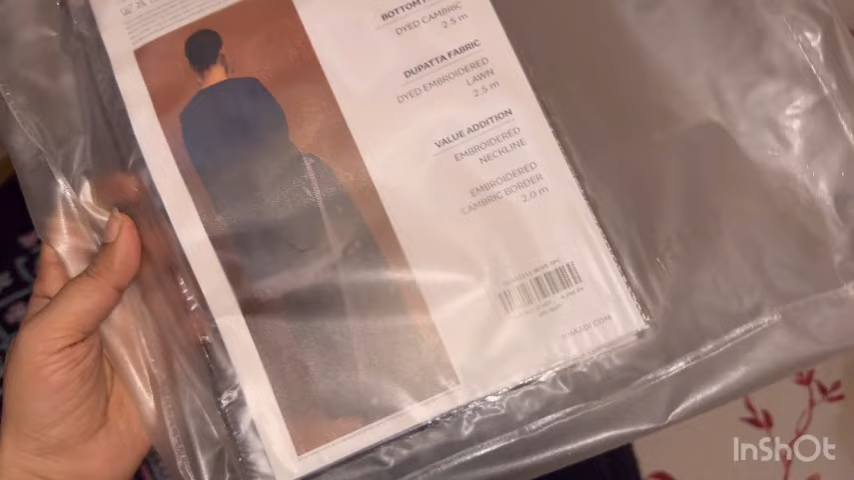 DYED CAMBRIC
2.5 m
DUPATTA FABRIC
DYED EMBROIDERED
LAWN
2.5 m
VALUE ADDITION
EMBROIDERED
NECKLINE
EMBROIDERED
CAMBRIC BORDER
2.0 m
InShOt